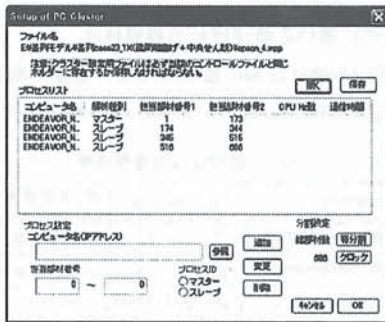 Setup of PC Cluster
ファイル名
注意:クラスター設定用ファイルは必ず計算のコントロールファイルと同じ
ホルダーに存在するか保存しなければならない。
開く 保存
プロセスリスト
コンピュータ名 解析種別 担当部材番号1 担当部材番号2 CPU Hz数 通信時間
ENDEAVOR_N.. マスター 1 173
ENDEAVOR_N.. スレーブ 174 344
ENDEAVOR_N.. スレーブ 345 515
ENDEAVOR_N.. スレーブ 516 686
プロセス設定
コンピュータ名(IPアドレス)
参照
担当部材番号
0 ～ 0
プロセスID
マスター
スレーブ
追加
変更
削除
分割設定
総部材数 等分割
686 クロック
キャンセル OK